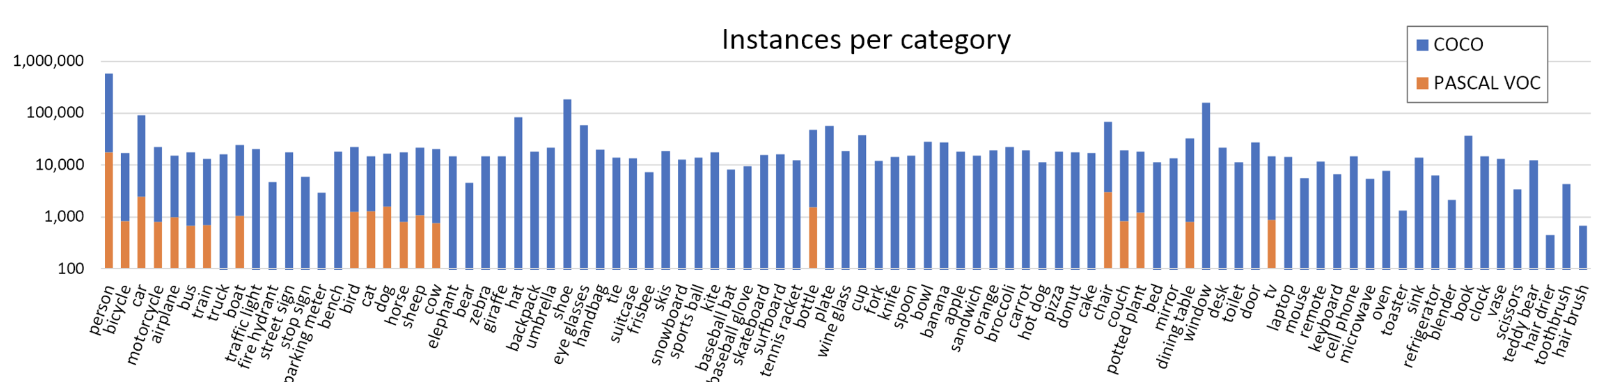 Instances per category
COCO
PASCAL VOC
1,000,000
100,000
10,000
1,000
100
person
bicycle
car
motorcycle
airplane
bus
train
truck
boat
traffic light
fire hydrant
street sign
stop sign
parking meter
bench
bird
cat
dog
horse
sheep
cow
elephant
bear
zebra
giraffe
hat
backpack
umbrella
shoe
eye glasses
handbag
tie
suitcase
frisbee
skis
snowboard
sports ball
kite
baseball bat
baseball glove
skateboard
surfboard
tennis racket
bottle
plate
wine glass
cup
fork
knife
spoon
bowl
banana
apple
sandwich
orange
broccoli
carrot
hot dog
pizza
donut
cake
chair
couch
potted plant
bed
mirror
dining table
window
desk
toilet
door
tv
laptop
mouse
remote
keyboard
cell phone
microwave
oven
toaster
sink
refrigerator
blender
book
clock
vase
scissors
teddy bear
hair drier
toothbrush
hair brush